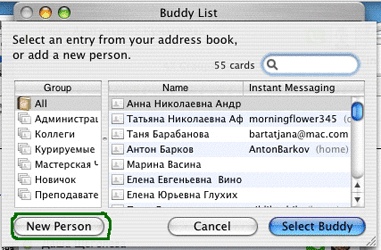 Buddy List
Select an entry from your address book,
or add a new person.
55 cards
Group
Name
Instant Messaging
All
Администрац
Коллеги
Курируемые
Мастерская Ч
Новичок
Преподавате
Анна Николаевна Андр
Татьяна Николаевна Аф
morningflower345 (
Таня Барабанова
bartatjana@mac.com
Антон Барков
AntonBarkov (home)
Марина Васина
Елена Евгеньевна Вино
Елена Юрьевна Глухих
New Person
Cancel
Select Buddy